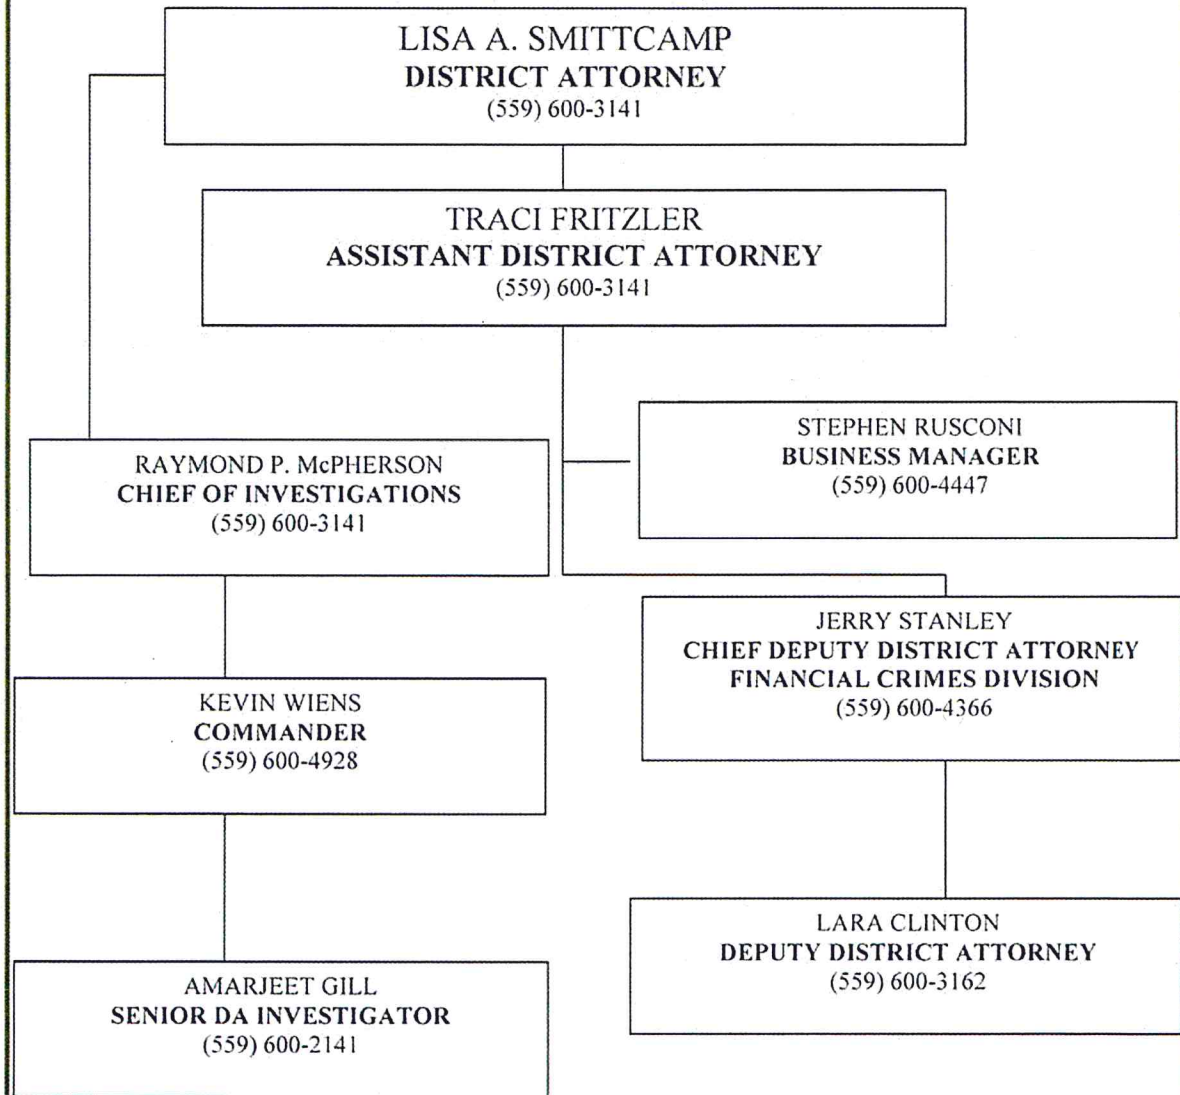 LISA A. SMITTCAMP
DISTRICT ATTORNEY
(559) 600-3141
TRACI FRITZLER
ASSISTANT DISTRICT ATTORNEY
(559) 600-3141
STEPHEN RUSCONI
BUSINESS MANAGER
(559) 600-4447
RAYMOND P. McPHERSON
CHIEF OF INVESTIGATIONS
(559) 600-3141
JERRY STANLEY
CHIEF DEPUTY DISTRICT ATTORNEY
FINANCIAL CRIMES DIVISION
(559) 600-4366
KEVIN WIENS
COMMANDER
(559) 600-4928
LARA CLINTON
DEPUTY DISTRICT ATTORNEY
(559) 600-3162
AMARJEET GILL
SENIOR DA INVESTIGATOR
(559) 600-2141